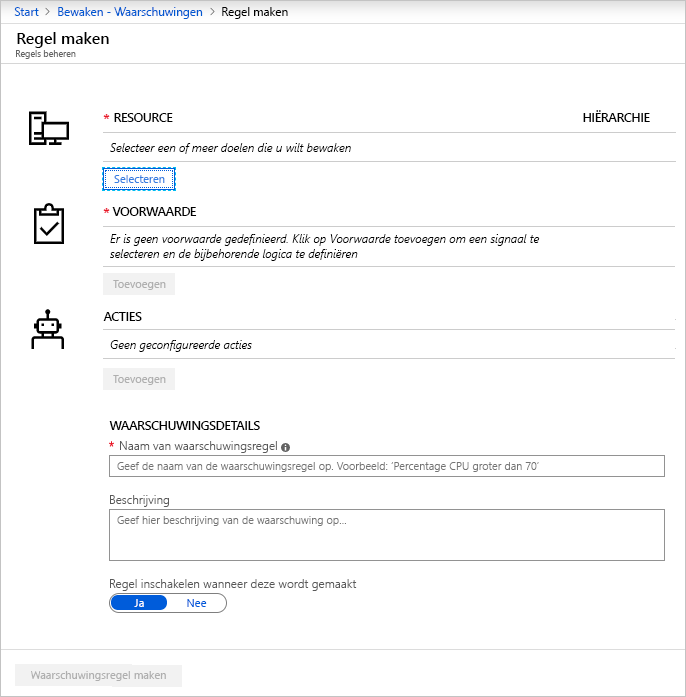 Start > Bewaken - Waarschuwingen > Regel maken
Regel maken
Regels beheren
* RESOURCE HIËRARCHIE
Selecteer een of meer doelen die u wilt bewaken
Selecteren
* VOORWAARDE
Er is geen voorwaarde gedefinieerd. Klik op Voorwaarde toevoegen om een signaal te
selecteren en de bijbehorende logica te definiëren
Toevoegen
ACTIES
Geen geconfigureerde acties
Toevoegen
WAARSCHUWINGSDETAILS
* Naam van waarschuwingsregel
Geef de naam van de waarschuwingsregel op. Voorbeeld: 'Percentage CPU groter dan 70'
Beschrijving
Geef hier beschrijving van de waarschuwing op...
Regel inschakelen wanneer deze wordt gemaakt
Ja Nee
Waarschuwingsregel maken